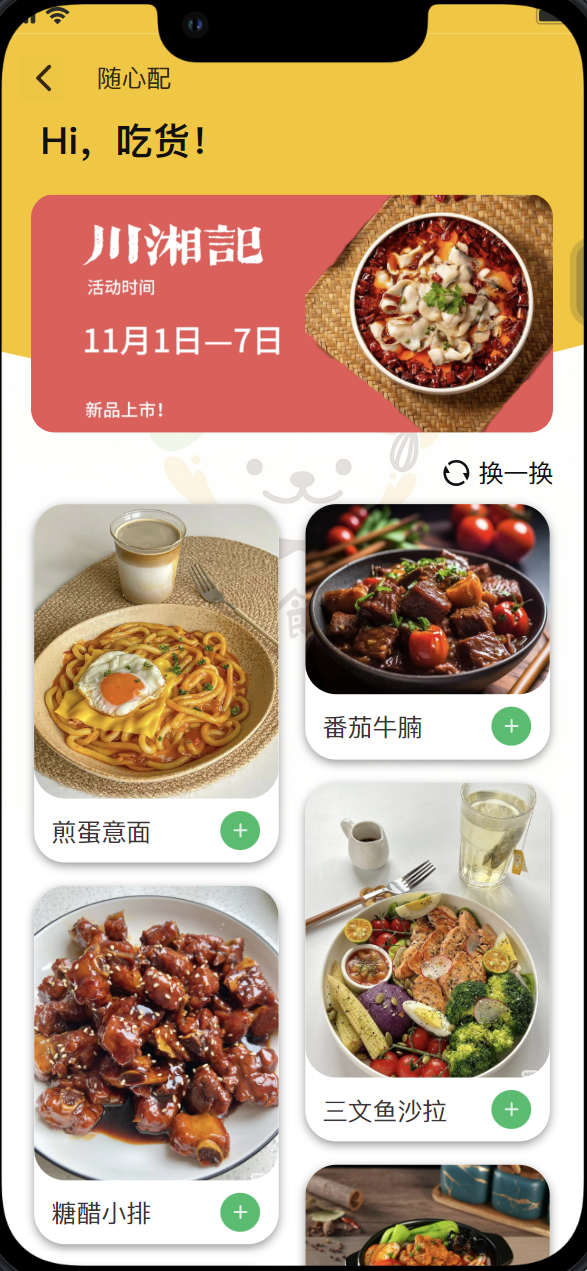 随心配
Hi，吃货！
川湘記
活动时间
11月1日—7日
新品上市！
换一换
煎蛋意面
番茄牛腩
糖醋小排
三文鱼沙拉